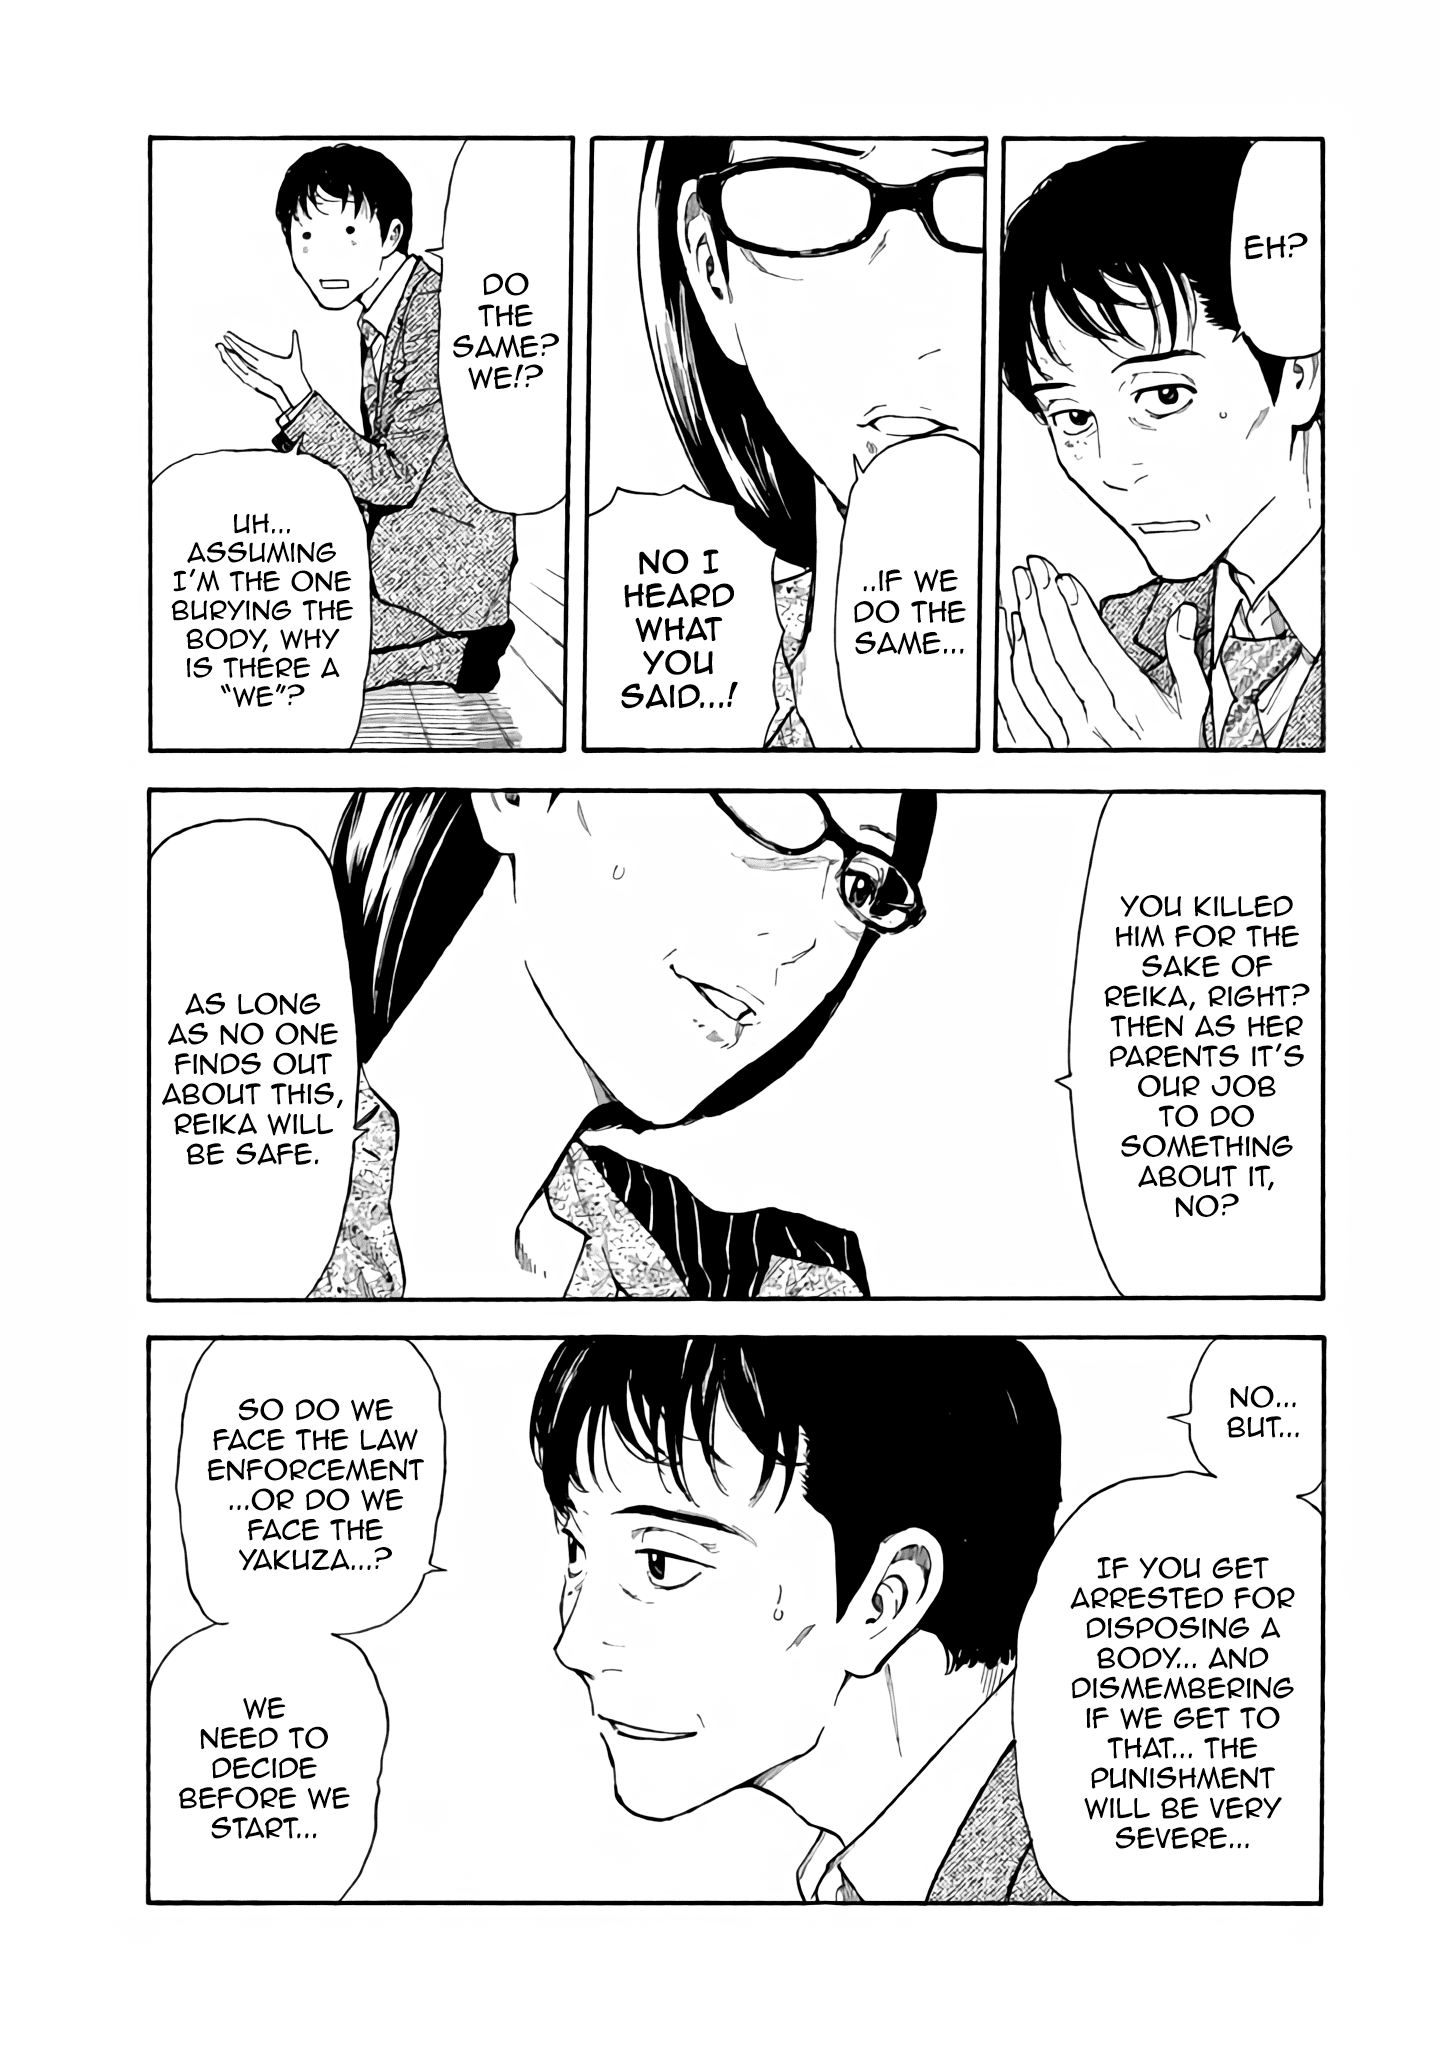 EH?
..IF WE
DO THE
SAME...
NO I
HEARD
WHAT
YOU
SAID...!
DO
THE
SAME?
WE!?
UH...
ASSUMING
I'M THE ONE
BURYING THE
BODY, WHY
IS THERE A
"WE"?
YOU KILLED
HIM FOR THE
SAKE OF
REIKA, RIGHT?
THEN AS HER
PARENTS IT'S
OUR JOB
TO DO
SOMETHING
ABOUT IT,
NO?
AS LONG
AS NO ONE
FINDS OUT
ABOUT THIS,
REIKA WILL
BE SAFE.
NO...
BUT...
IF YOU GET
ARRESTED FOR
DISPOSING A
BODY... AND
DISMEMBERING
IF WE GET TO
THAT... THE
PUNISHMENT
WILL BE VERY
SEVERE...
SO DO WE
FACE THE LAW
ENFORCEMENT
...OR DO WE
FACE THE
YAKUZA...?
WE
NEED TO
DECIDE
BEFORE WE
START...